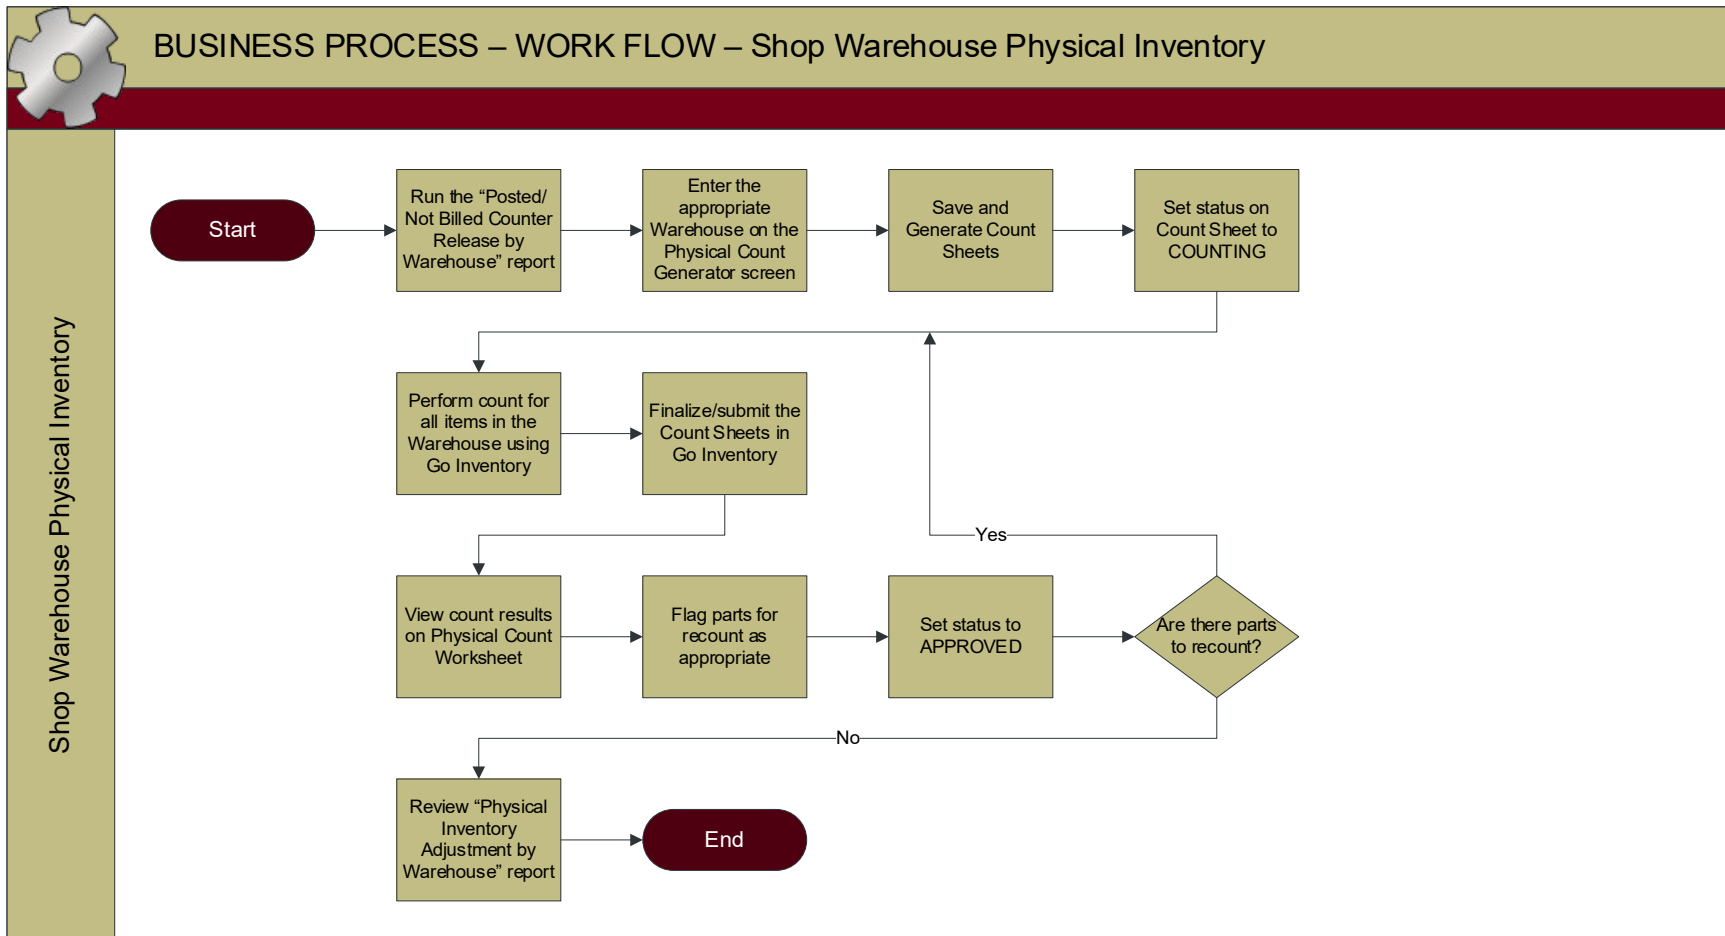 BUSINESS PROCESS – WORK FLOW – Shop Warehouse Physical Inventory
Shop Warehouse Physical Inventory
Start
Run the “Posted/
Not Billed Counter
Release by
Warehouse” report
Enter the
appropriate
Warehouse on the
Physical Count
Generator screen
Save and
Generate Count
Sheets
Set status on
Count Sheet to
COUNTING
Perform count for
all items in the
Warehouse using
Go Inventory
Finalize/submit the
Count Sheets in
Go Inventory
Yes
View count results
on Physical Count
Worksheet
Flag parts for
recount as
appropriate
Set status to
APPROVED
Are there parts
to recount?
No
Review “Physical
Inventory
Adjustment by
Warehouse” report
End